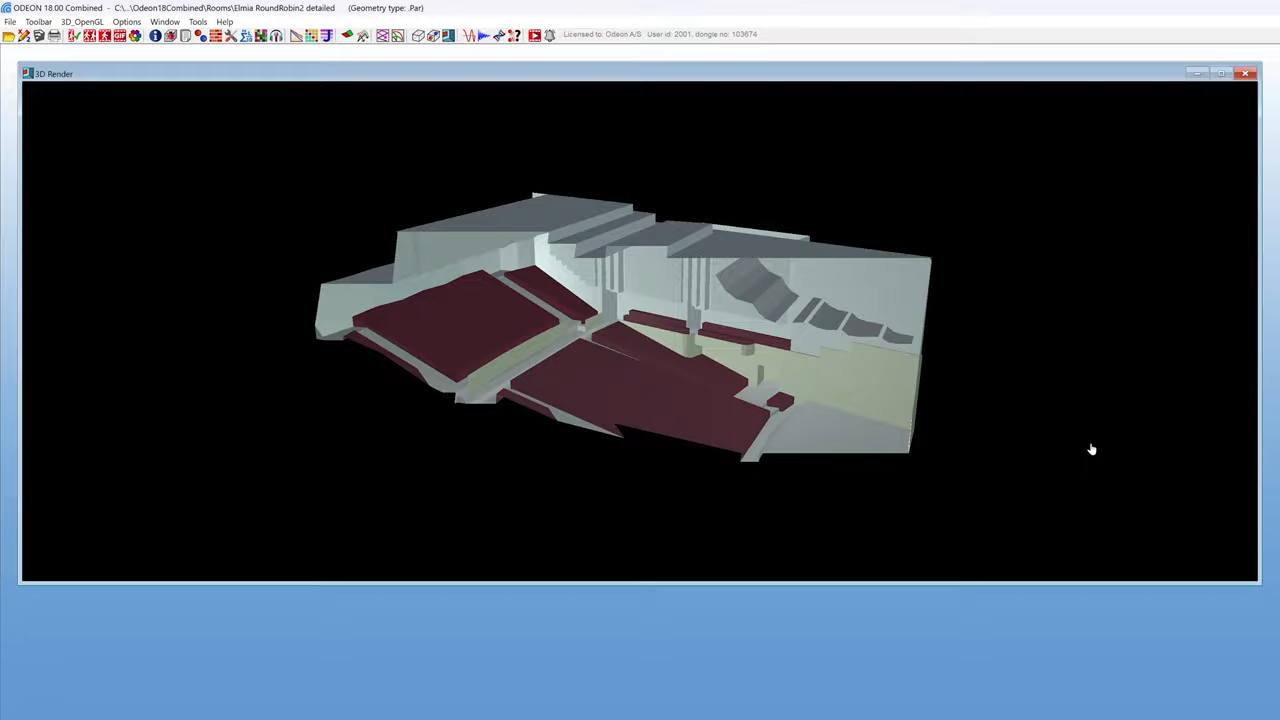 ODEON 18.00 Combined - C:\...\Odeon18Combined\Rooms\Elmia RoundRobin2 detailed (Geometry type: .Par)
File Toolbar 3D_OpenGL Options Window Tools Help
GIF Licensed to: Odeon A/S User id: 2001, dongle no: 103674
3D Render